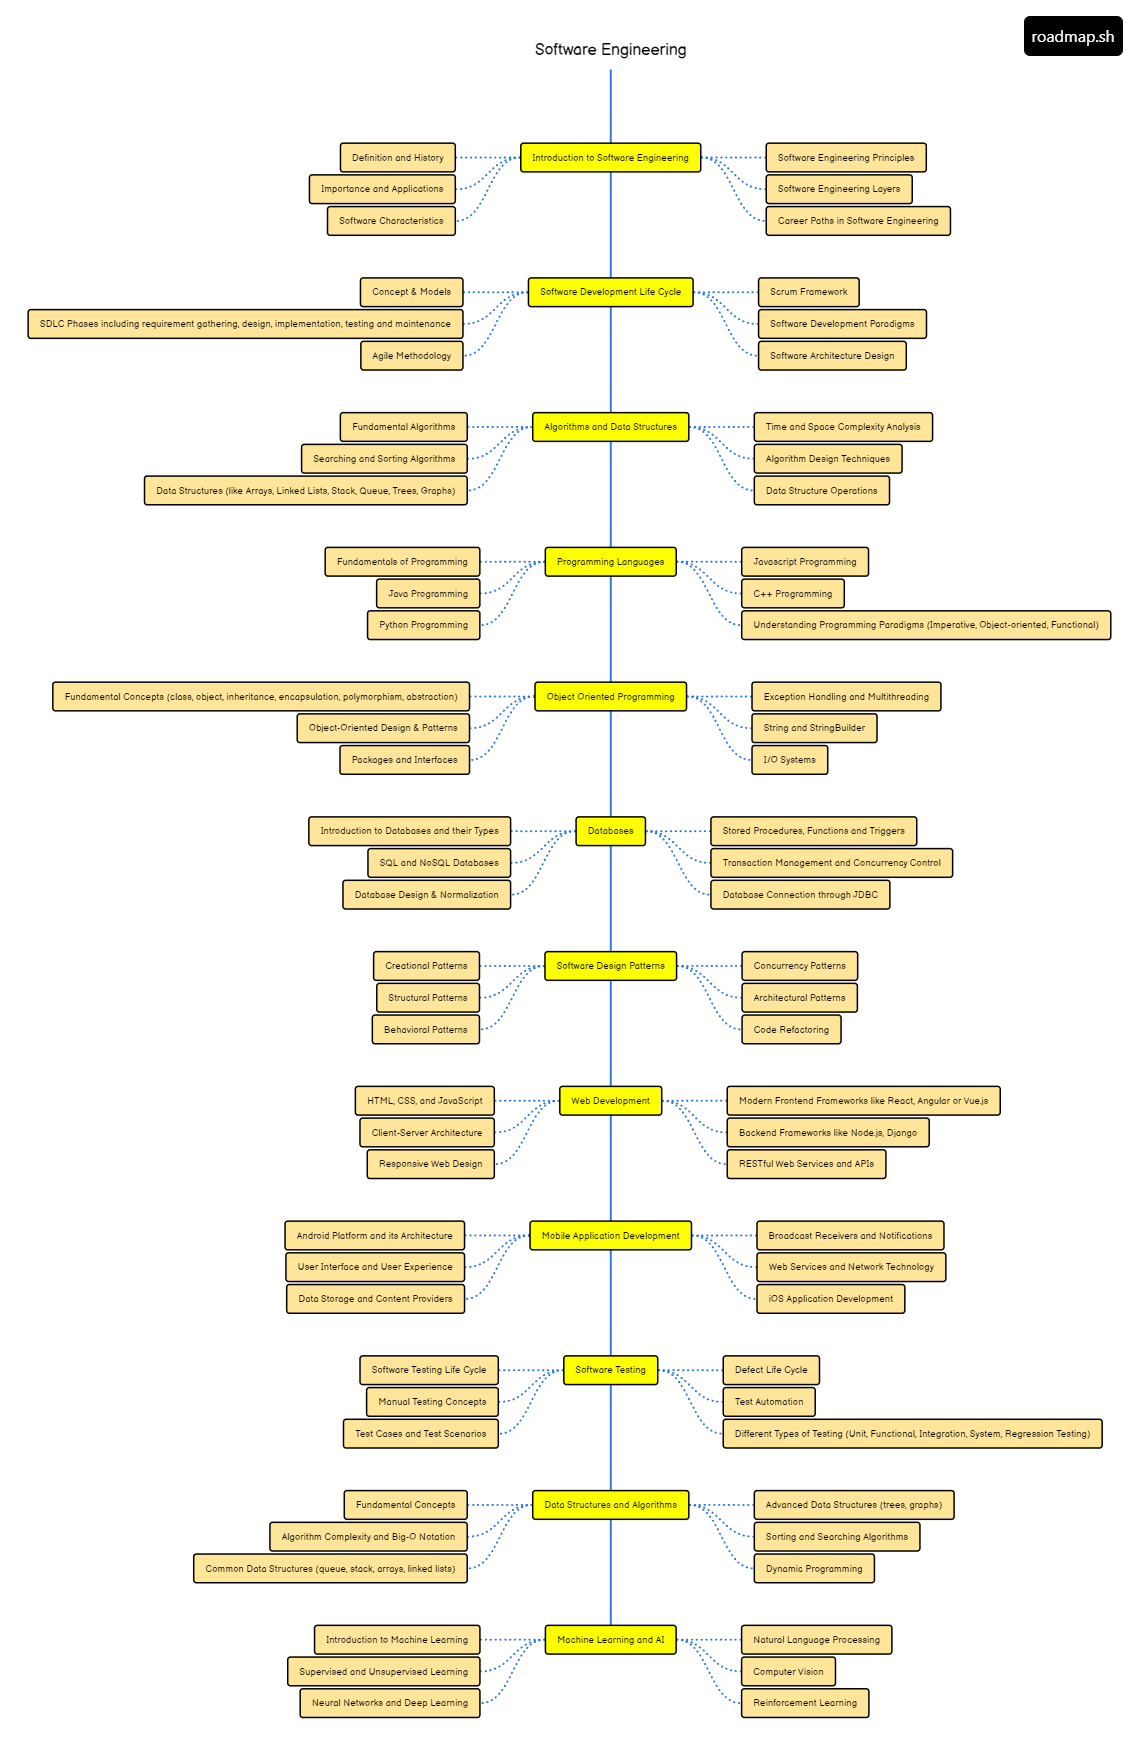 roadmap.sh
Software Engineering
Definition and History
Introduction to Software Engineering
Software Engineering Principles
Importance and Applications
Software Engineering Layers
Software Characteristics
Career Paths in Software Engineering
Concept & Models
Software Development Life Cycle
Scrum Framework
SDLC Phases including requirement gathering, design, implementation, testing and maintenance
Software Development Paradigms
Agile Methodology
Software Architecture Design
Fundamental Algorithms
Algorithms and Data Structures
Time and Space Complexity Analysis
Searching and Sorting Algorithms
Algorithm Design Techniques
Data Structures (like Arrays, Linked Lists, Stack, Queue, Trees, Graphs)
Data Structure Operations
Fundamentals of Programming
Programming Languages
Javascript Programming
Java Programming
C++ Programming
Python Programming
Understanding Programming Paradigms (Imperative, Object-oriented, Functional)
Fundamental Concepts (class, object, inheritance, encapsulation, polymorphism, abstraction)
Object Oriented Programming
Exception Handling and Multithreading
Object-Oriented Design & Patterns
String and StringBuilder
Packages and Interfaces
I/O Systems
Introduction to Databases and their Types
Databases
Stored Procedures, Functions and Triggers
SQL and NoSQL Databases
Transaction Management and Concurrency Control
Database Design & Normalization
Database Connection through JDBC
Creational Patterns
Software Design Patterns
Concurrency Patterns
Structural Patterns
Architectural Patterns
Behavioral Patterns
Code Refactoring
HTML, CSS, and JavaScript
Web Development
Modern Frontend Frameworks like React, Angular or Vue.js
Client-Server Architecture
Backend Frameworks like Node.js, Django
Responsive Web Design
RESTful Web Services and APIs
Android Platform and its Architecture
Mobile Application Development
Broadcast Receivers and Notifications
User Interface and User Experience
Web Services and Network Technology
Data Storage and Content Providers
iOS Application Development
Software Testing Life Cycle
Software Testing
Defect Life Cycle
Manual Testing Concepts
Test Automation
Test Cases and Test Scenarios
Different Types of Testing (Unit, Functional, Integration, System, Regression Testing)
Fundamental Concepts
Data Structures and Algorithms
Advanced Data Structures (trees, graphs)
Algorithm Complexity and Big-O Notation
Sorting and Searching Algorithms
Common Data Structures (queue, stack, arrays, linked lists)
Dynamic Programming
Introduction to Machine Learning
Machine Learning and AI
Natural Language Processing
Supervised and Unsupervised Learning
Computer Vision
Neural Networks and Deep Learning
Reinforcement Learning